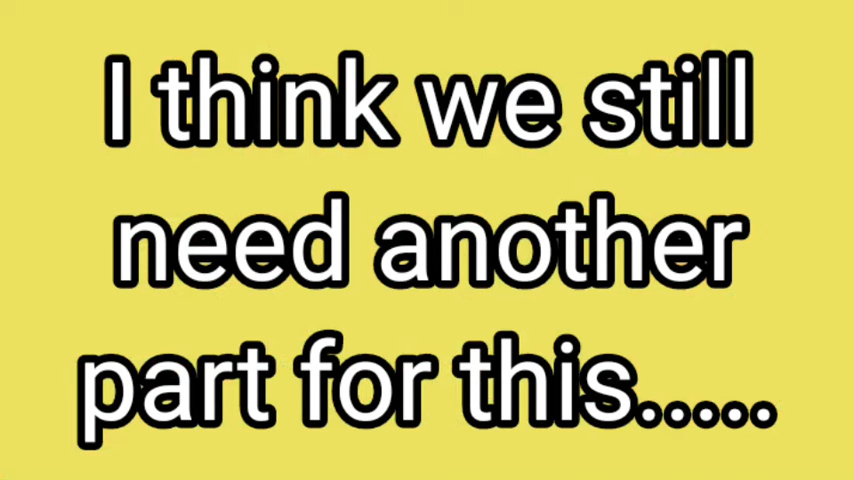 I think we still
need another
part for this.....